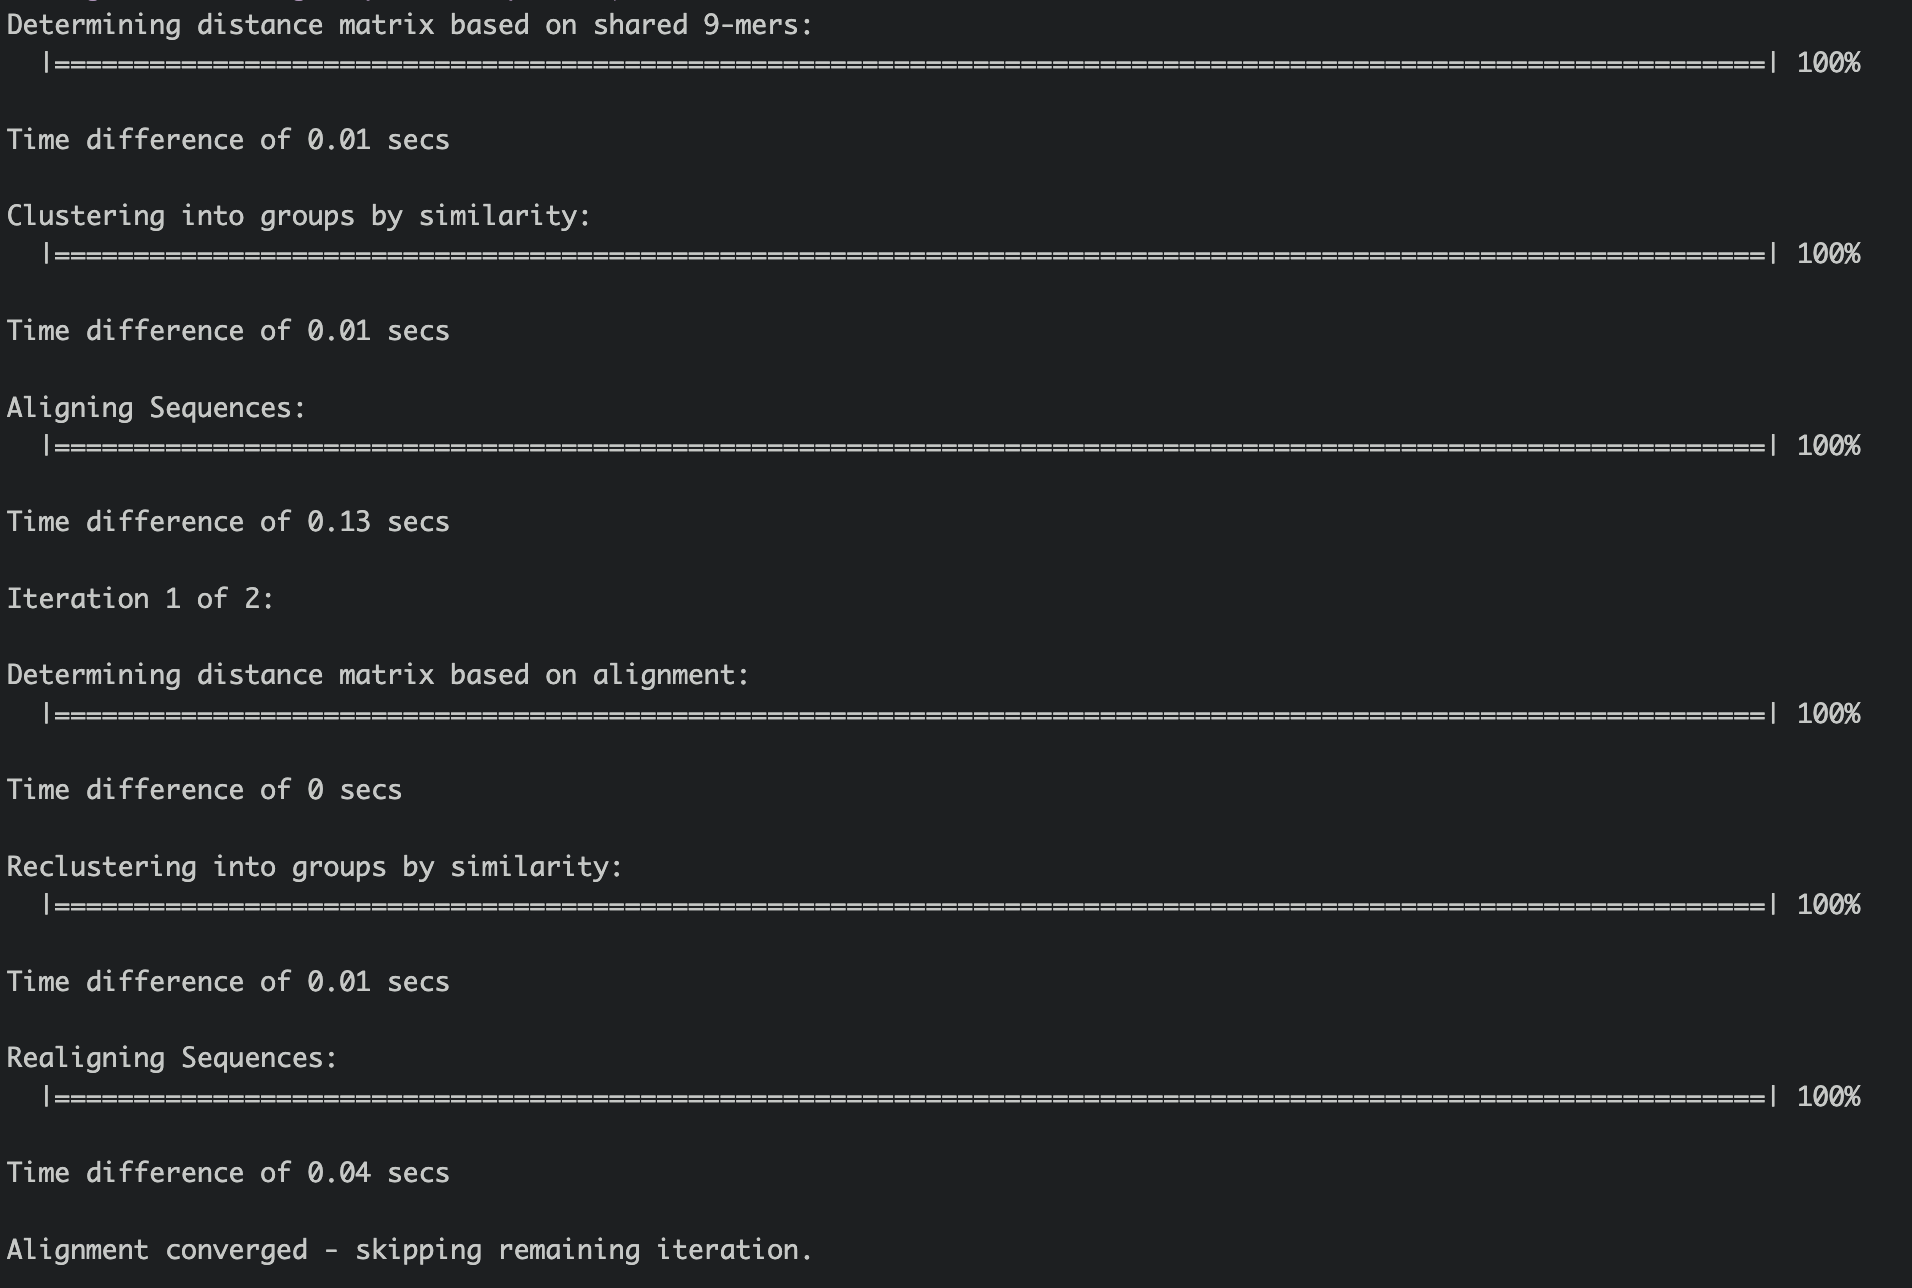 Determining distance matrix based on shared 9-mers:
|============================================================================================================| 100%
Time difference of 0.01 secs
Clustering into groups by similarity:
|============================================================================================================| 100%
Time difference of 0.01 secs
Aligning Sequences:
|============================================================================================================| 100%
Time difference of 0.13 secs
Iteration 1 of 2:
Determining distance matrix based on alignment:
|============================================================================================================| 100%
Time difference of 0 secs
Reclustering into groups by similarity:
|============================================================================================================| 100%
Time difference of 0.01 secs
Realigning Sequences:
|============================================================================================================| 100%
Time difference of 0.04 secs
Alignment converged - skipping remaining iteration.